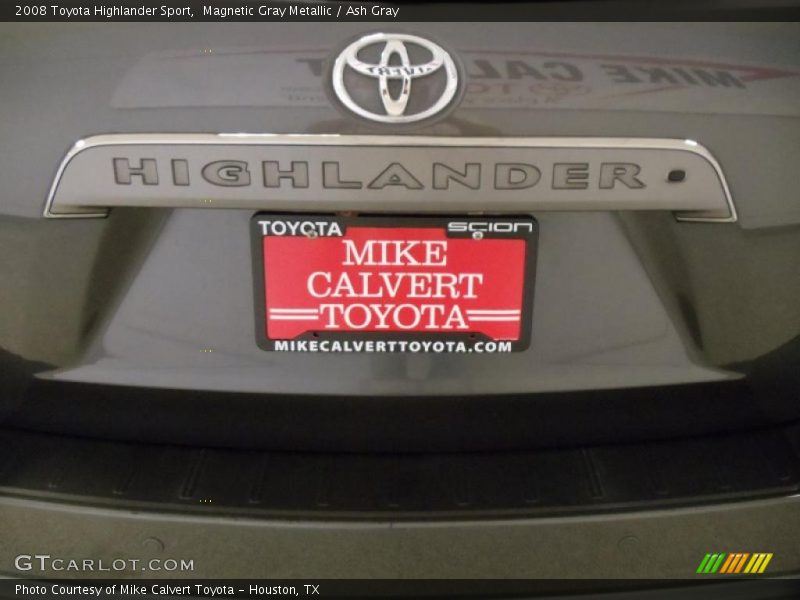 2008 Toyota Highlander Sport,  Magnetic Gray Metallic / Ash Gray
HIGHLANDER
TOYOTA SCION
MIKE
CALVERT
TOYOTA
MIKECALVERTTOYOTA.COM
GTCARLOT.COM
Photo Courtesy of Mike Calvert Toyota - Houston, TX